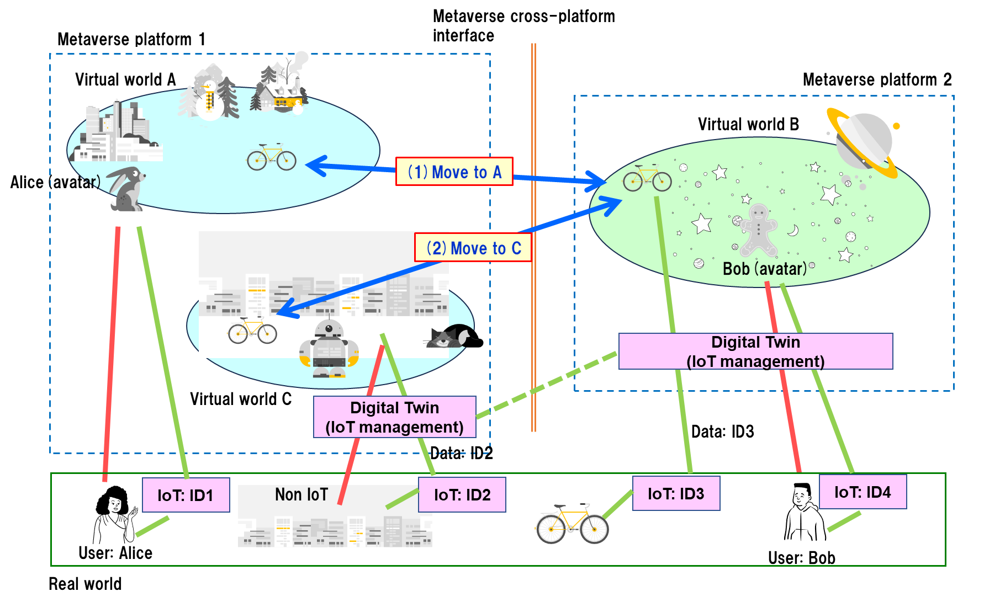 Metaverse cross-platform
interface
Metaverse platform 1
Virtual world A
Metaverse platform 2
Virtual world B
(1) Move to A
Alice (avatar)
(2) Move to C
Bob (avatar)
Digital Twin
(IoT management)
Virtual world C
Digital Twin
(IoT management)
Data: ID3
Data: ID2
IoT: ID1
Non IoT
IoT: ID2
IoT: ID3
IoT: ID4
User: Alice
User: Bob
Real world